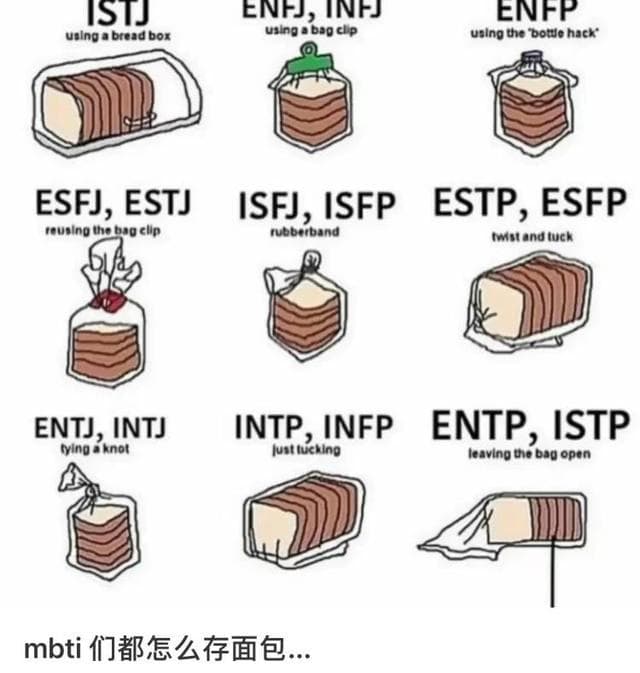 ISTJ
using a bread box
ENFJ, INFJ
using a bag clip
ENFP
using the "bottle hack"
ESFJ, ESTJ
reusing the bag clip
ISFJ, ISFP
rubberband
ESTP, ESFP
twist and tuck
ENTJ, INTJ
tying a knot
INTP, INFP
just tucking
ENTP, ISTP
leaving the bag open
mbti 们都怎么存面包...